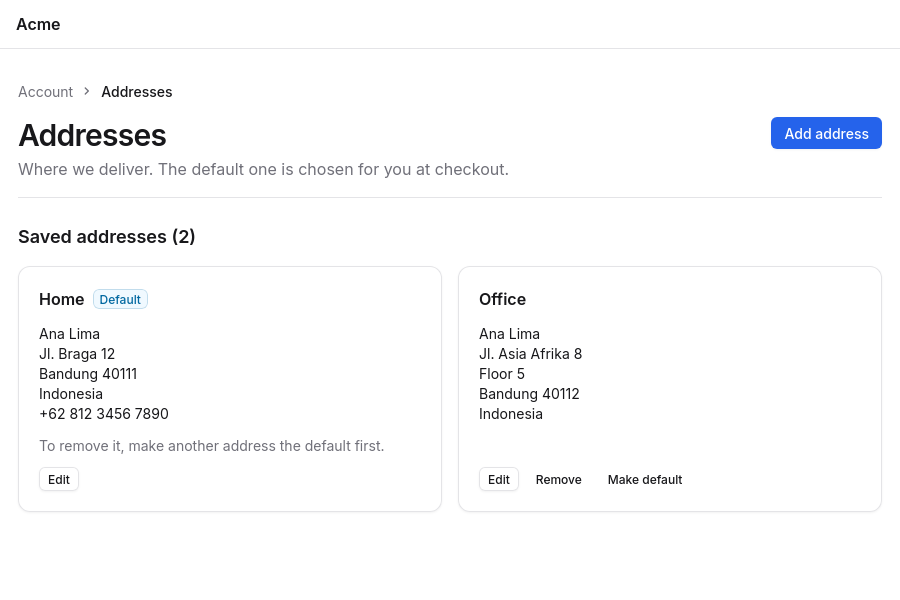 Acme
Account > Addresses
Addresses
Add address
Where we deliver. The default one is chosen for you at checkout.
Saved addresses (2)
Home Default
Ana Lima
Jl. Braga 12
Bandung 40111
Indonesia
+62 812 3456 7890
To remove it, make another address the default first.
Edit
Office
Ana Lima
Jl. Asia Afrika 8
Floor 5
Bandung 40112
Indonesia
Edit Remove Make default